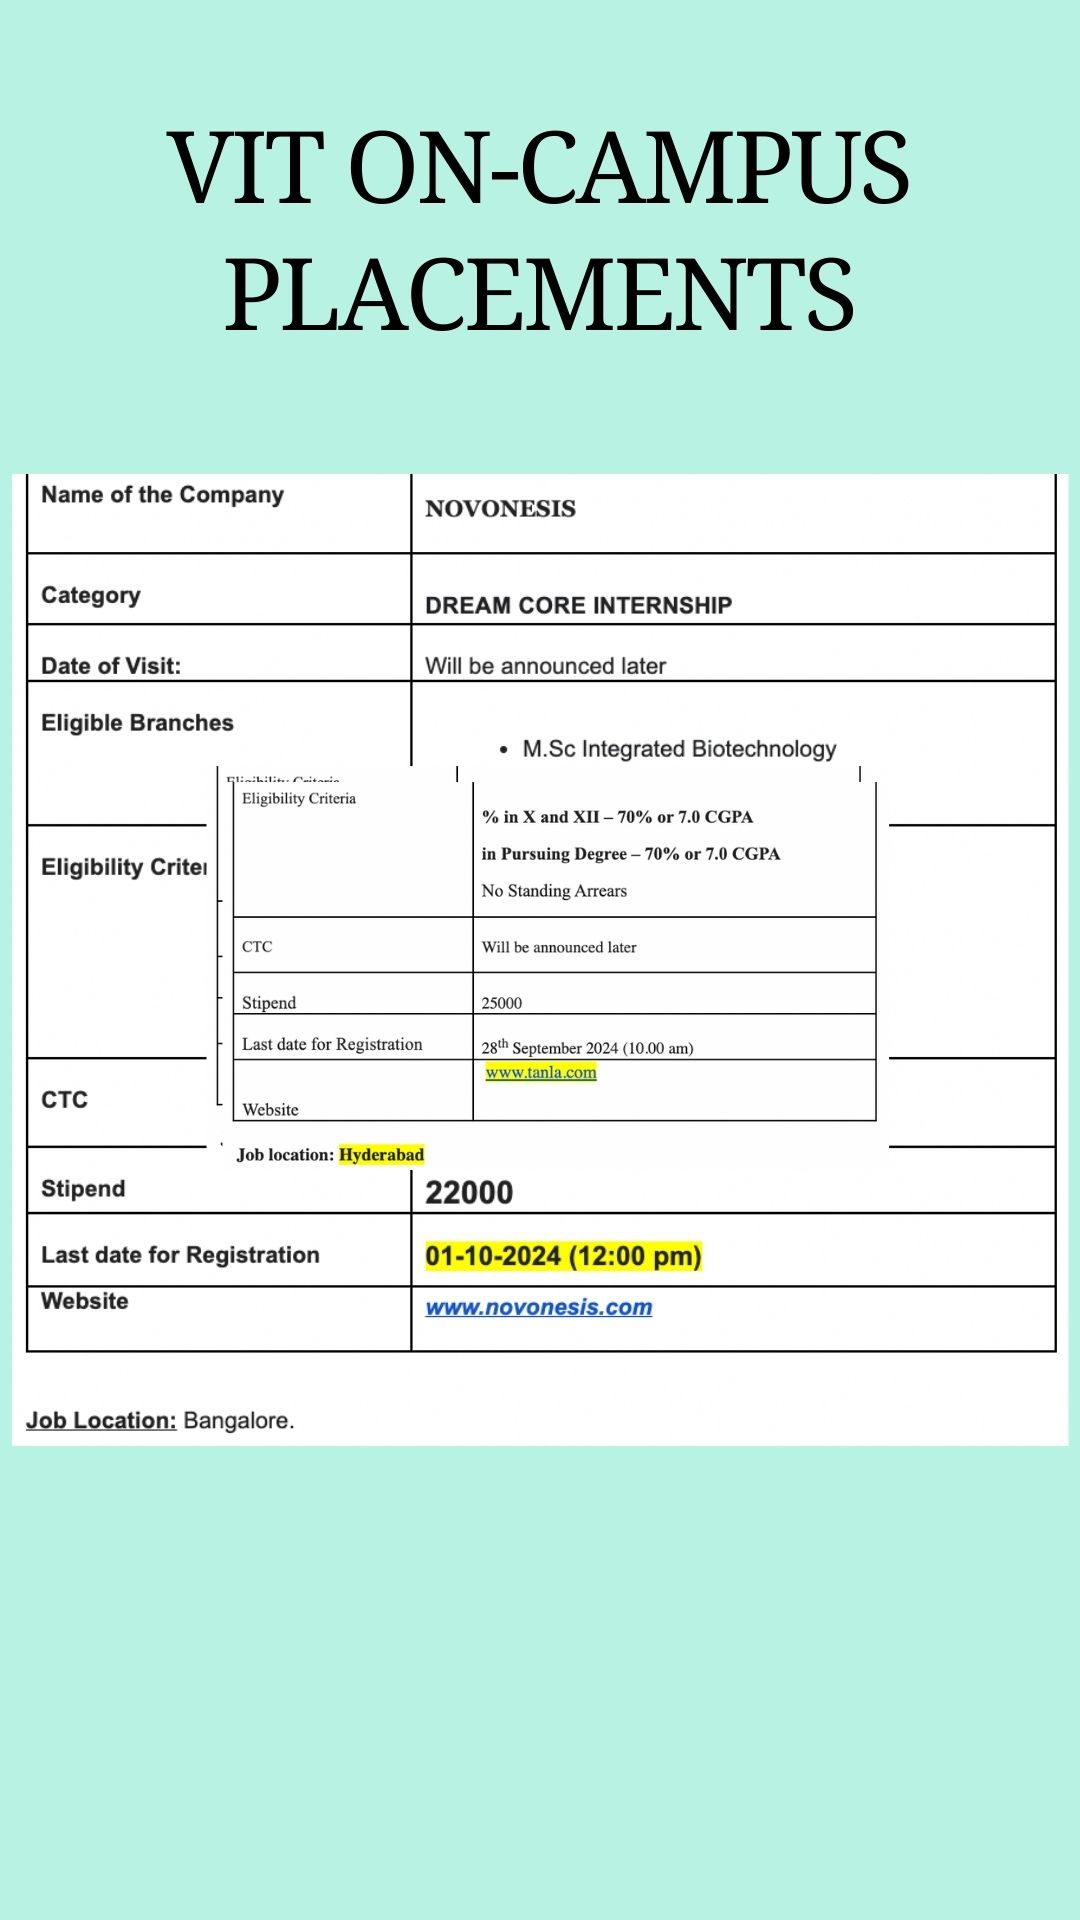 VIT ON-CAMPUS
PLACEMENTS
Name of the Company
NOVONESIS
Category
DREAM CORE INTERNSHIP
Date of Visit:
Will be announced later
Eligible Branches
• M.Sc Integrated Biotechnology
Eligibility Criteria
Eligibility Criteria
% in X and XII – 70% or 7.0 CGPA
in Pursuing Degree – 70% or 7.0 CGPA
No Standing Arrears
CTC
Will be announced later
Stipend
25000
Last date for Registration
28th September 2024 (10.00 am)
www.tanla.com
Website
Job location: Hyderabad
Eligibility Criter
CTC
Stipend
22000
Last date for Registration
01-10-2024 (12:00 pm)
Website
www.novonesis.com
Job Location: Bangalore.